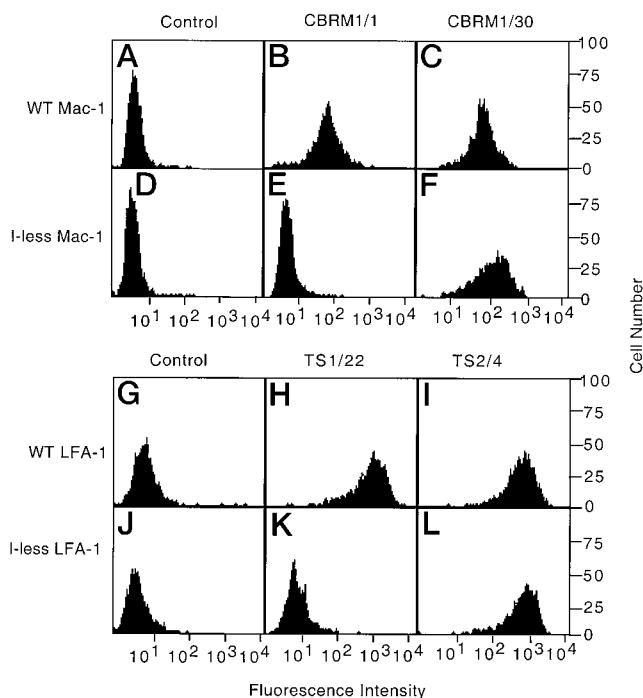 Control CBRM1/1 CBRM1/30
A B C 100
75
WT Mac-1 50
25
0
D E F
75
I-less Mac-1 50
25
0
10¹ 10² 10³ 10⁴ 10¹ 10² 10³ 10⁴ 10¹ 10² 10³ 10⁴
Cell Number
Control TS1/22 TS2/4
G H I 100
75
WT LFA-1 50
25
0
J K L
75
I-less LFA-1 50
25
0
10¹ 10² 10³ 10⁴ 10¹ 10² 10³ 10⁴ 10¹ 10² 10³ 10⁴
Fluorescence Intensity